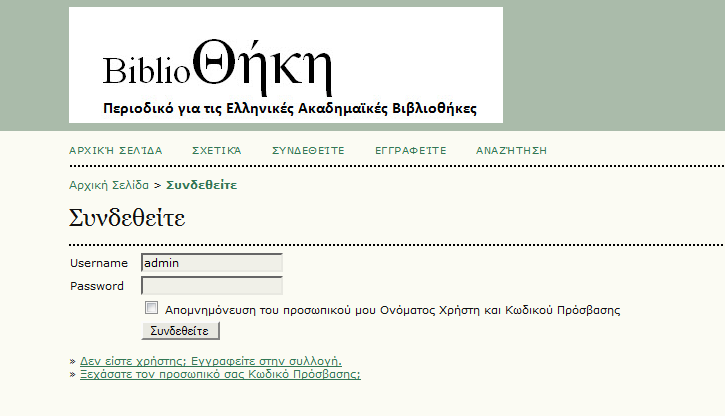 BiblioΘήκη
Περιοδικό για τις Ελληνικές Ακαδημαϊκές Βιβλιοθήκες
ΑΡΧΙΚΉ ΣΕΛΊΔΑ ΣΧΕΤΙΚΆ ΣΥΝΔΕΘΕΊΤΕ ΕΓΓΡΑΦΕΊΤΕ ΑΝΑΖΉΤΗΣΗ
Αρχική Σελίδα > Συνδεθείτε
Συνδεθείτε
Username admin
Password
Απομνημόνευση του προσωπικού μου Ονόματος Χρήστη και Κωδικού Πρόσβασης
Συνδεθείτε
» Δεν είστε χρήστης; Εγγραφείτε στην συλλογή.
» Ξεχάσατε τον προσωπικό σας Κωδικό Πρόσβασης;